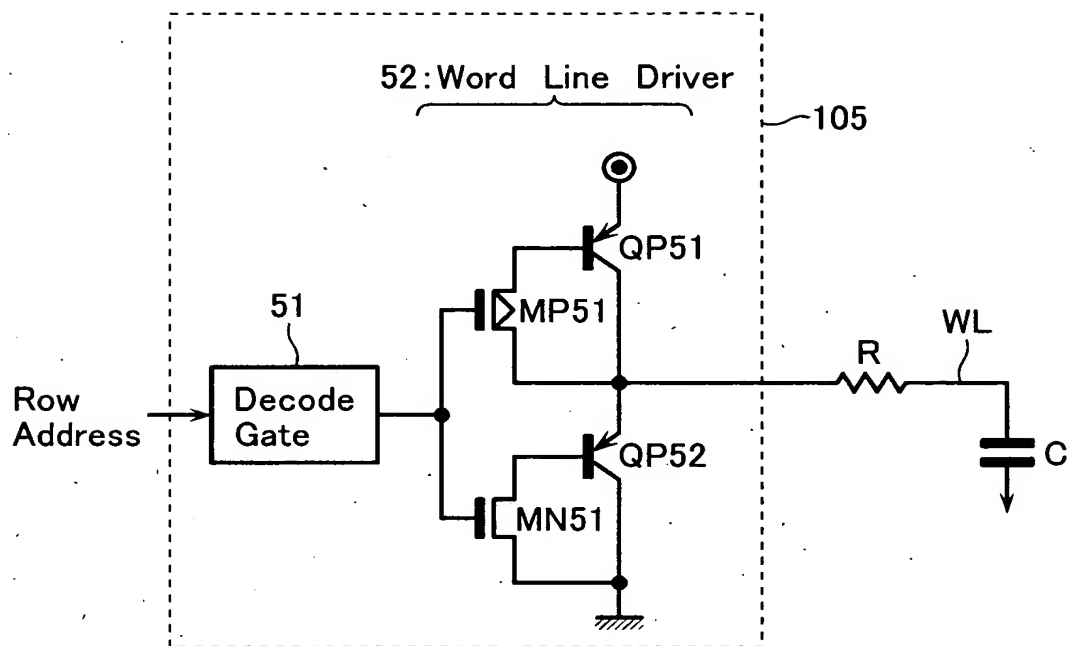 52:Word Line Driver
105
QP51
51
MP51
WL
R
Row
Address
Decode
Gate
QP52
C
MN51